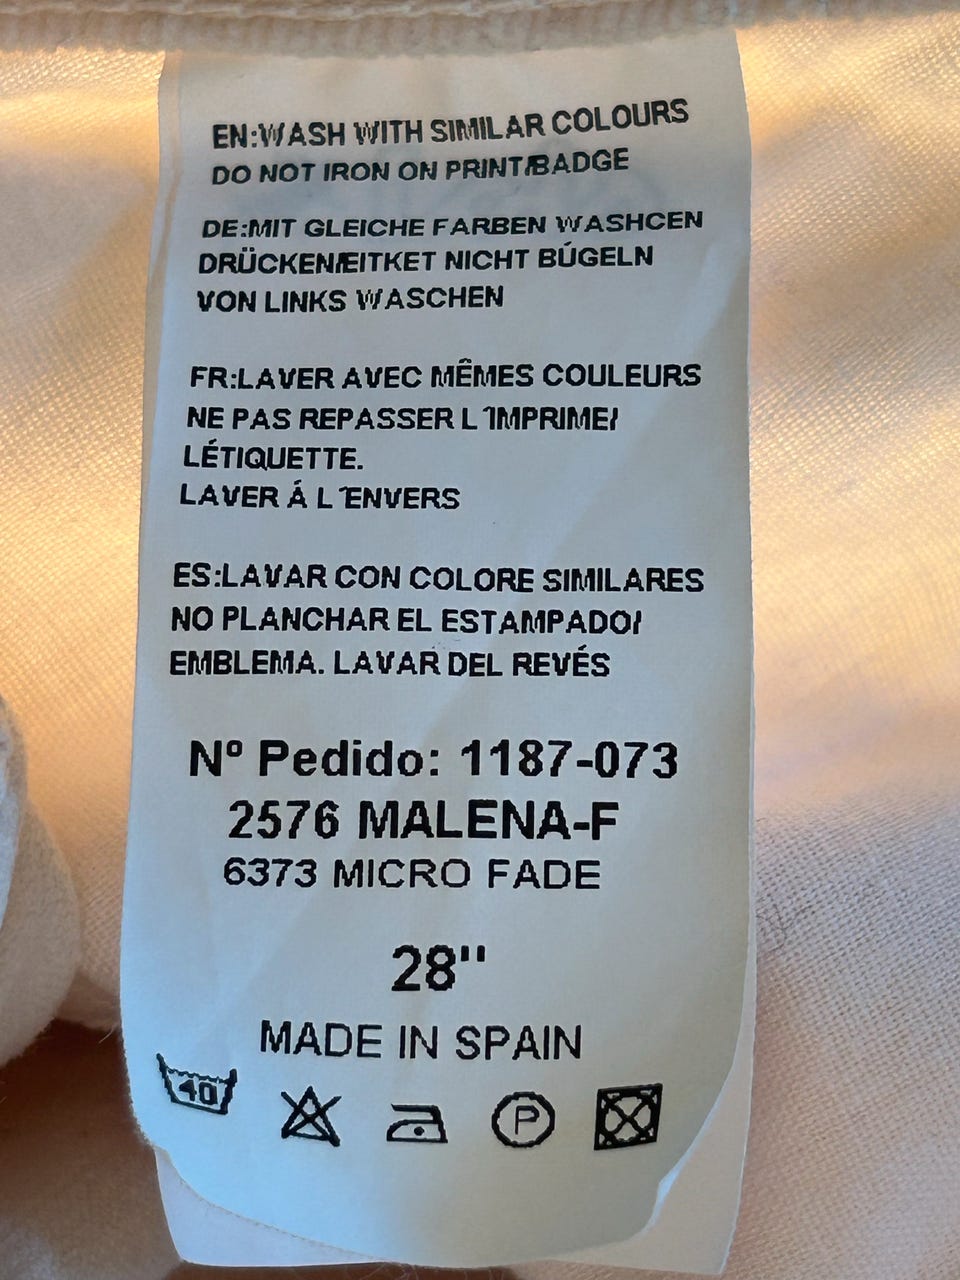 EN:WASH WITH SIMILAR COLOURS
DO NOT IRON ON PRINT/BADGE
DE:MIT GLEICHE FARBEN WASHCEN
DRÜCKEN/EITKET NICHT BÚGELN
VON LINKS WASCHEN
FR:LAVER AVEC MÊMES COULEURS
NE PAS REPASSER L´IMPRIME/
LÉTIQUETTE.
LAVER Á L´ENVERS
ES:LAVAR CON COLORE SIMILARES
NO PLANCHAR EL ESTAMPADO/
EMBLEMA. LAVAR DEL REVÉS
Nº Pedido: 1187-073
2576 MALENA-F
6373 MICRO FADE
28"
MADE IN SPAIN
40 P